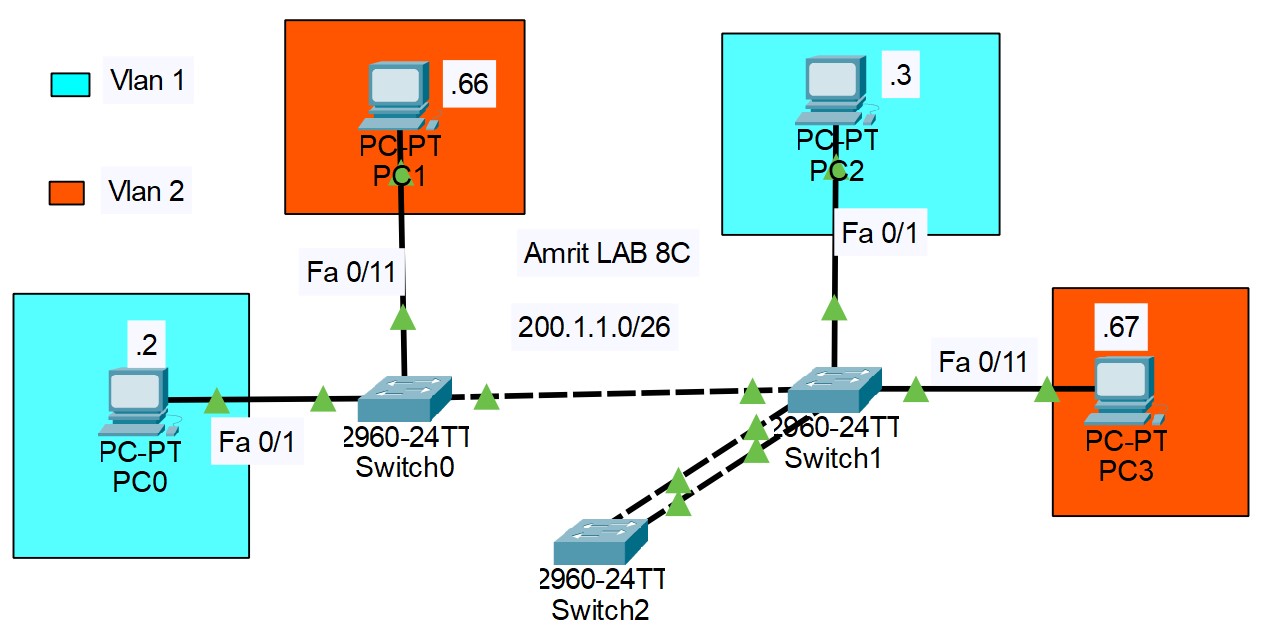 Vlan 1
Vlan 2
.66
PC-PT
PC1
.3
PC-PT
PC2
Fa 0/11
Amrit LAB 8C
200.1.1.0/26
Fa 0/1
.2
PC-PT
PC0
Fa 0/1
2960-24TT
Switch0
2960-24TT
Switch1
Fa 0/11
.67
PC-PT
PC3
2960-24TT
Switch2